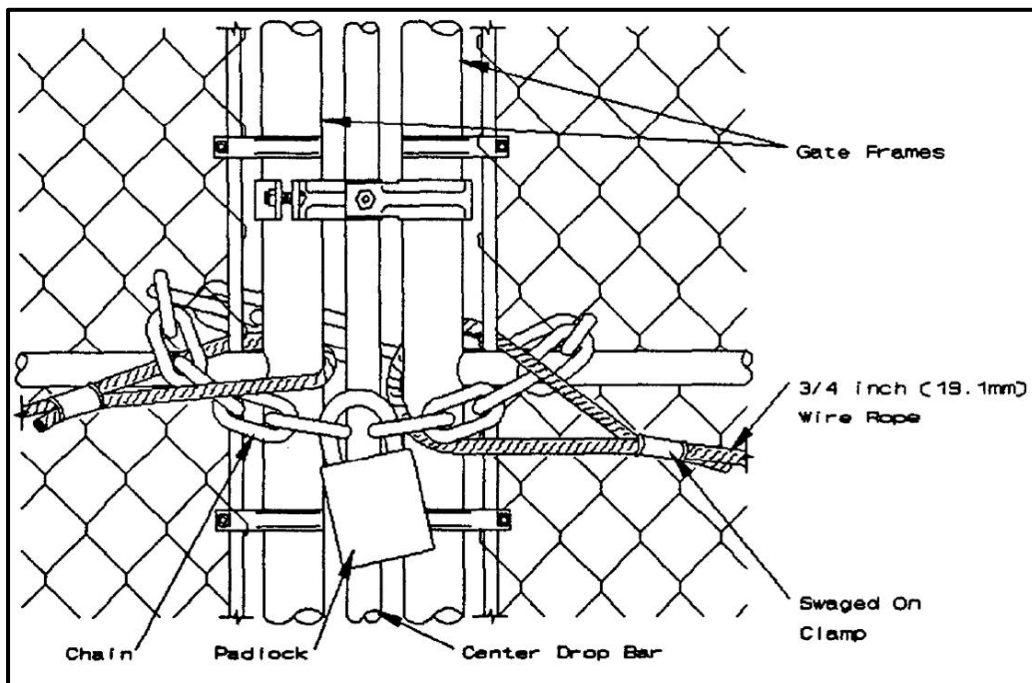 Gate Frames
3/4 inch (19.1mm)
Wire Rope
Swaged On
Clamp
Chain
Padlock
Center Drop Bar